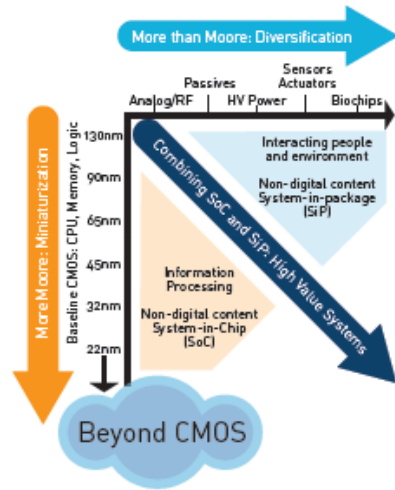 More than Moore: Diversification
Sensors
Passives
Actuators
Analog/RF
HV Power
Biochips
More Moore: Miniaturization
Baseline CMOS: CPU, Memory, Logic
130nm
90nm
65nm
45nm
32nm
22nm
Combining SoC and SiP: High Value Systems
Interacting people
and environment
Non-digital content
System-in-package
(SiP)
Information
Processing
Non-digital content
System-in-Chip
(SoC)
Beyond CMOS